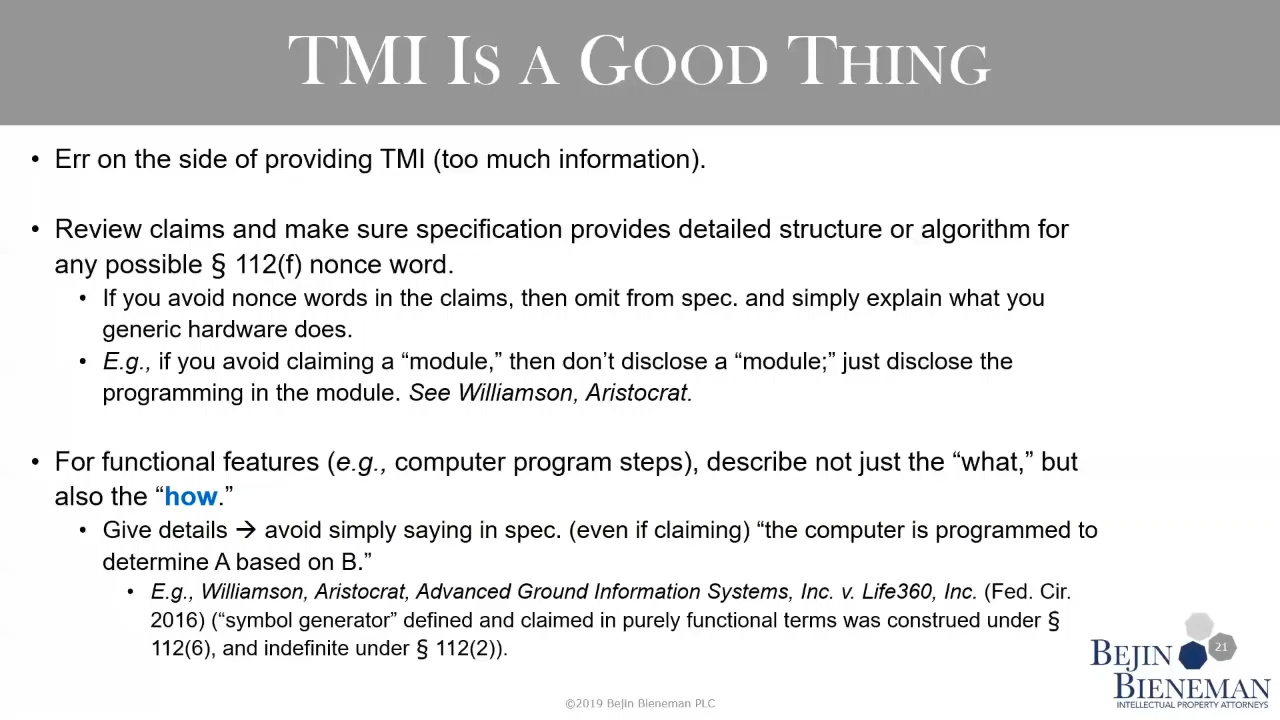 TMI IS A GOOD THING
• Err on the side of providing TMI (too much information).
• Review claims and make sure specification provides detailed structure or algorithm for
any possible § 112(f) nonce word.
• If you avoid nonce words in the claims, then omit from spec. and simply explain what you
generic hardware does.
• E.g., if you avoid claiming a “module,” then don’t disclose a “module;” just disclose the
programming in the module. See Williamson, Aristocrat.
• For functional features (e.g., computer program steps), describe not just the “what,” but
also the “how.”
• Give details → avoid simply saying in spec. (even if claiming) “the computer is programmed to
determine A based on B.”
• E.g., Williamson, Aristocrat, Advanced Ground Information Systems, Inc. v. Life360, Inc. (Fed. Cir.
2016) (“symbol generator” defined and claimed in purely functional terms was construed under §
112(6), and indefinite under § 112(2)).
21
BEJIN
BIENEMAN
INTELLECTUAL PROPERTY ATTORNEYS
©2019 Bejin Bieneman PLC